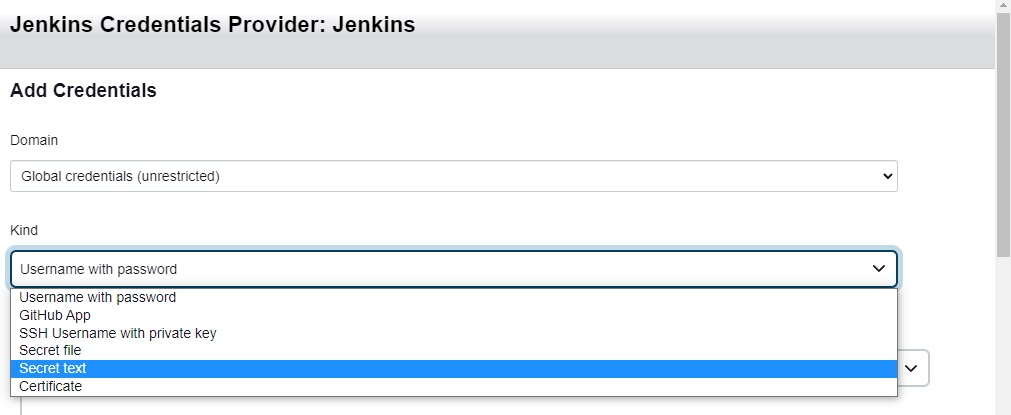 Jenkins Credentials Provider: Jenkins
Add Credentials
Domain
Global credentials (unrestricted)
Kind
Username with password
Username with password
GitHub App
SSH Username with private key
Secret file
Secret text
Certificate